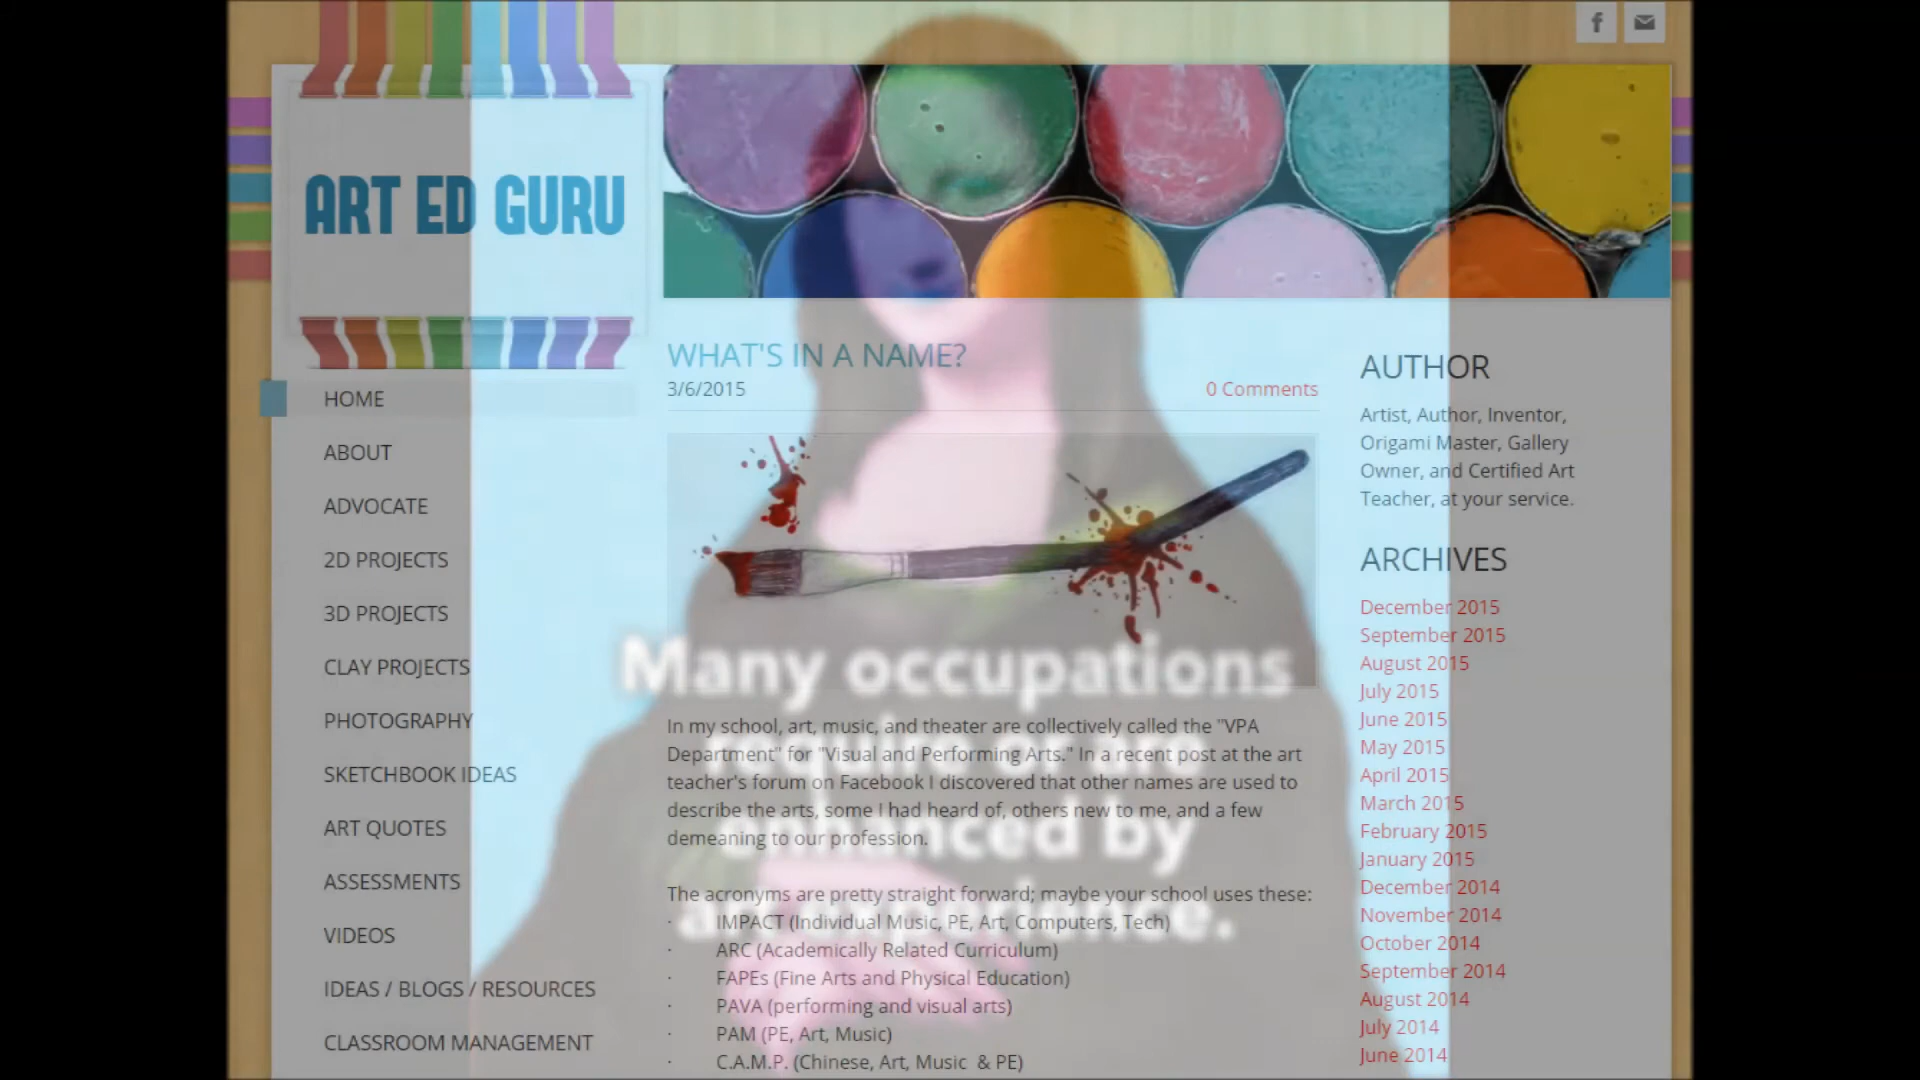 ART ED GURU
HOME
ABOUT
ADVOCATE
2D PROJECTS
3D PROJECTS
CLAY PROJECTS
PHOTOGRAPHY
SKETCHBOOK IDEAS
ART QUOTES
ASSESSMENTS
VIDEOS
IDEAS / BLOGS / RESOURCES
CLASSROOM MANAGEMENT
WHAT'S IN A NAME?
3/6/2015
0 Comments
Many occupations
enhanced by
In my school, art, music, and theater are collectively called the "VPA
Department" for "Visual and Performing Arts." In a recent post at the art
teacher's forum on Facebook I discovered that other names are used to
describe the arts, some I had heard of, others new to me, and a few
demeaning to our profession.
The acronyms are pretty straight forward; maybe your school uses these:
· IMPACT (Individual Music, PE, Art, Computers, Tech)
· ARC (Academically Related Curriculum)
· FAPEs (Fine Arts and Physical Education)
· PAVA (performing and visual arts)
· PAM (PE, Art, Music)
· C.A.M.P. (Chinese, Art, Music & PE)
AUTHOR
Artist, Author, Inventor,
Origami Master, Gallery
Owner, and Certified Art
Teacher, at your service.
ARCHIVES
December 2015
September 2015
August 2015
July 2015
June 2015
May 2015
April 2015
March 2015
February 2015
January 2015
December 2014
November 2014
October 2014
September 2014
August 2014
July 2014
June 2014